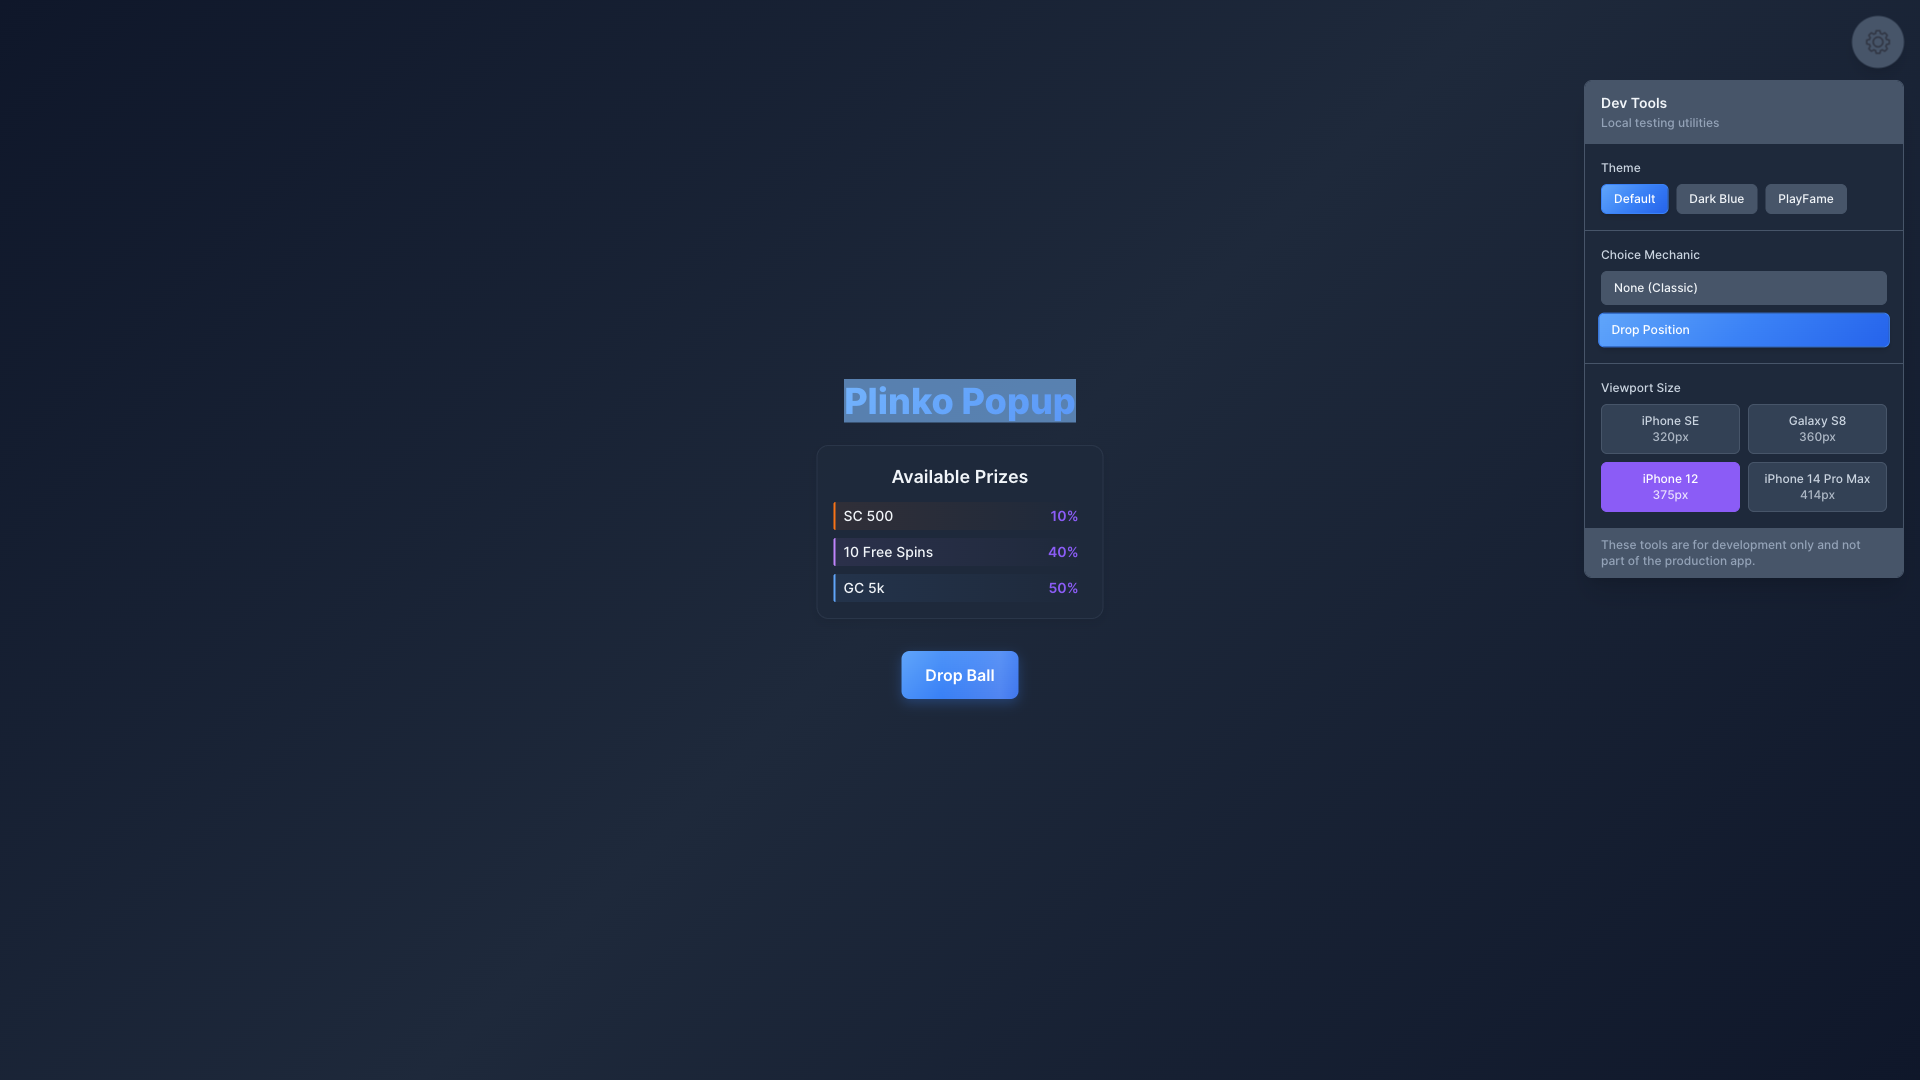 Dev Tools
Local testing utilities
Theme
Default
Dark Blue
PlayFame
Choice Mechanic
None (Classic)
Drop Position
Viewport Size
iPhone SE
320px
Galaxy S8
360px
iPhone 12
375px
iPhone 14 Pro Max
414px
These tools are for development only and not
part of the production app.
Plinko Popup
Available Prizes
SC 500 10%
10 Free Spins 40%
GC 5k 50%
Drop Ball